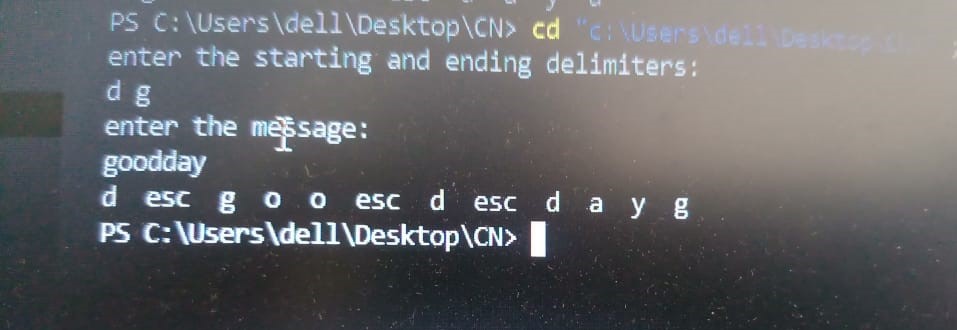 PS C:\Users\dell\Desktop\CN> cd "c:\Users\dell\Desktop\
enter the starting and ending delimiters:
d g
enter the message:
goodday
d esc g o o esc d esc d a y g
PS C:\Users\dell\Desktop\CN>